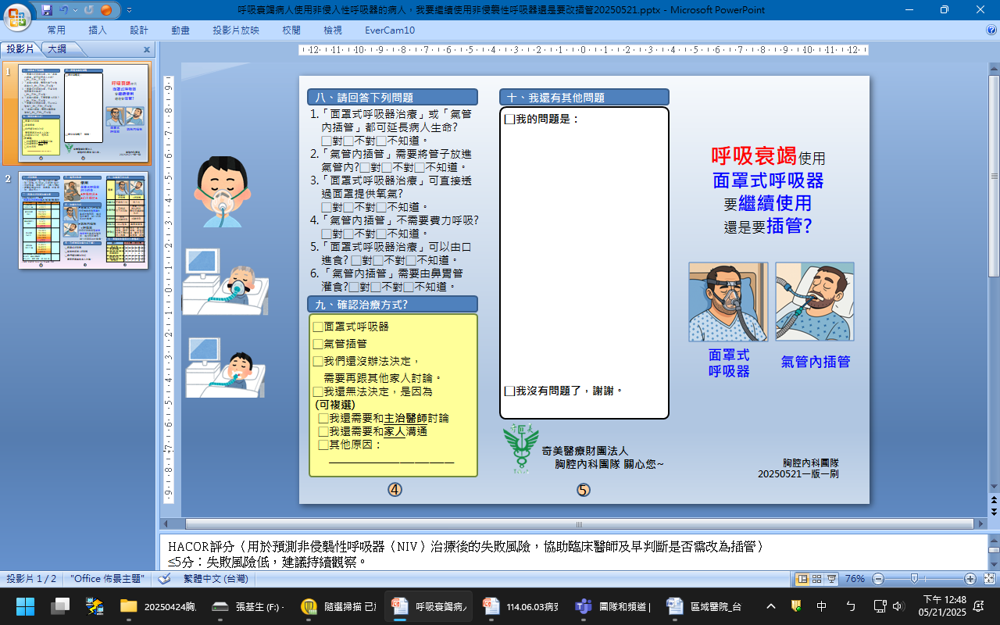 呼吸衰竭病人使用非侵入性呼吸器的病人，我要繼續使用非侵襲性呼吸器還是要改插管20250521.pptx - Microsoft PowerPoint
常用 插入 設計 動畫 投影片放映 校閱 檢視 EverCam10
投影片 大綱
1
2
八、請回答下列問題
1.「面罩式呼吸器治療」或「氣管
內插管」都可延長病人生命?
□對□不對□不知道。
2.「氣管內插管」需要將管子放進
氣管內?□對□不對□不知道。
3.「面罩式呼吸器治療」可直接透
過面罩提供氧氣?
□對□不對□不知道。
4.「氣管內插管」不需要費力呼吸?
□對□不對□不知道。
5.「面罩式呼吸器治療」可以由口
進食? □對□不對□不知道。
6.「氣管內插管」需要由鼻胃管
灌食?□對□不對□不知道。
九、確認治療方式?
□面罩式呼吸器
□氣管插管
□我們還沒辦法決定，
需要再跟其他家人討論。
□我還無法決定，是因為
(可複選)
□我還需要和主治醫師討論
□我還需要和家人溝通
□其他原因：
④
十、我還有其他問題
□我的問題是：
□我沒有問題了，謝謝。
奇美醫療財團法人
胸腔內科團隊 關心您~
⑤
呼吸衰竭使用
面罩式呼吸器
要繼續使用
還是要插管?
面罩式
呼吸器
氣管內插管
胸腔內科團隊
20250521一版一刷
HACOR評分（用於預測非侵襲性呼吸器（NIV）治療後的失敗風險，協助臨床醫師及早判斷是否需改為插管）
≤5分：失敗風險低，建議持續觀察。
投影片 1 / 2 "Office 佈景主題" 繁體中文 (台灣) 76%
20250424胸 張基生 (F:) - 隨選掃描 已 呼吸衰竭病人 114.06.03病安 團隊和頻道 | 區域醫院_台 中 ㄅ 下午 12:48
05/21/2025